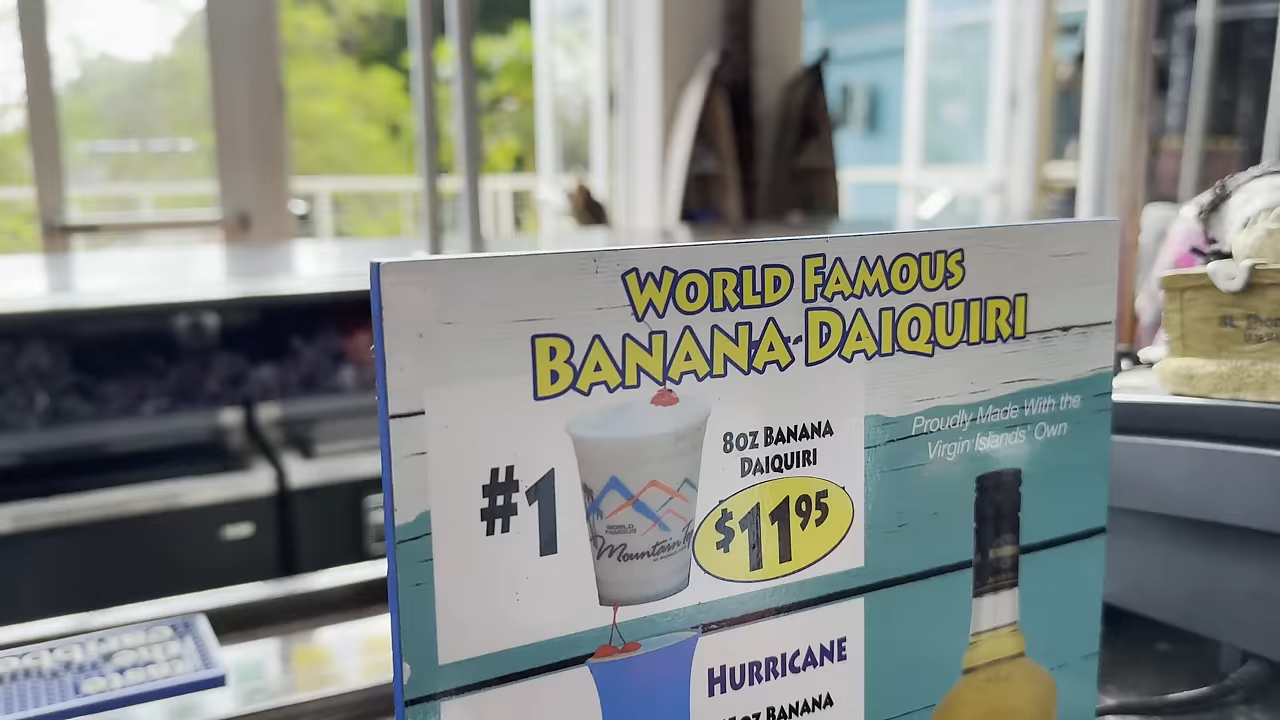 WORLD FAMOUS
BANANA DAIQUIRI
Proudly Made With the
Virgin Islands' Own
#1
8OZ BANANA
DAIQUIRI
$11.95
WORLD
FAMOUS
Mountain Top
HURRICANE
OZ BANANA